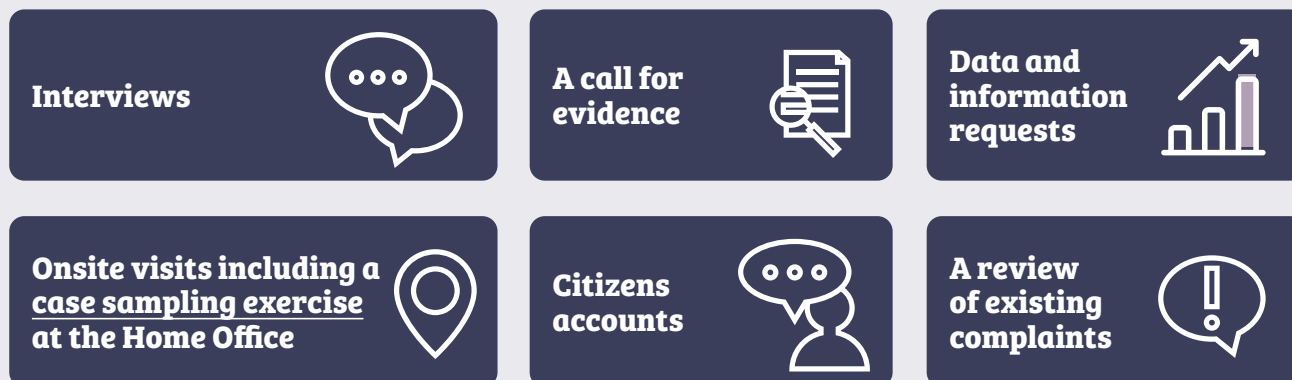 Interviews
A call for
evidence
Data and
information
requests
Onsite visits including a
case sampling exercise
at the Home Office
Citizens
accounts
A review
of existing
complaints